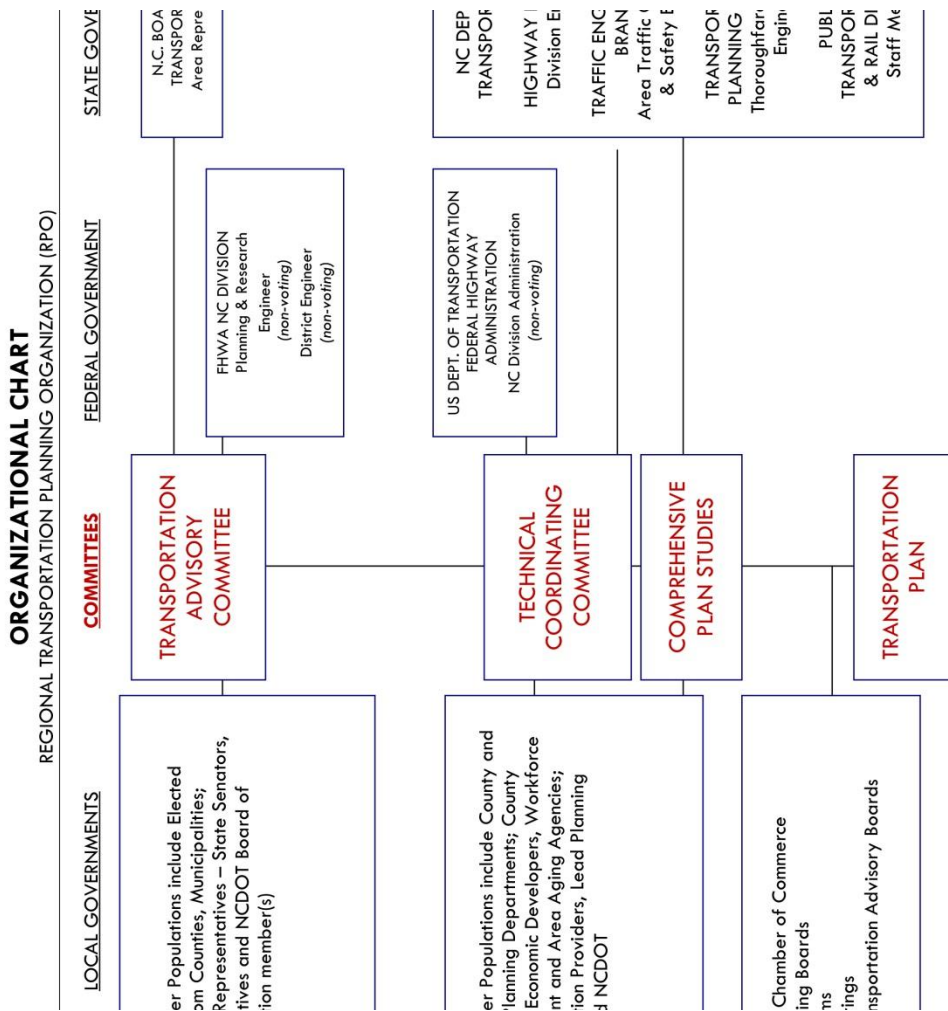 ORGANIZATIONAL CHART
REGIONAL TRANSPORTATION PLANNING ORGANIZATION (RPO)
LOCAL GOVERNMENTS
COMMITTEES
FEDERAL GOVERNMENT
STATE GOVE
er Populations include Elected
om Counties, Municipalities;
Representatives – State Senators,
tives and NCDOT Board of
tion member(s)
TRANSPORTATION
ADVISORY
COMMITTEE
FHWA NC DIVISION
Planning & Research
Engineer
(non-voting)
District Engineer
(non-voting)
N.C. BOA
TRANSPOR
Area Repre
er Populations include County and
Planning Departments; County
Economic Developers, Workforce
nt and Area Aging Agencies;
tion Providers, Lead Planning
d NCDOT
TECHNICAL
COORDINATING
COMMITTEE
US DEPT. OF TRANSPORTATION
FEDERAL HIGHWAY
ADMINISTRATION
NC Division Administration
(non-voting)
NC DEP
TRANSPOR
HIGHWAY
Division En
TRAFFIC ENG
BRAN
Area Traffic
& Safety E
TRANSPOR
PLANNING
Thoroughfar
Engin
PUBL
TRANSPOR
& RAIL DI
Staff Me
COMPREHENSIVE
PLAN STUDIES
Chamber of Commerce
ing Boards
ms
rings
nsportation Advisory Boards
TRANSPORTATION
PLAN